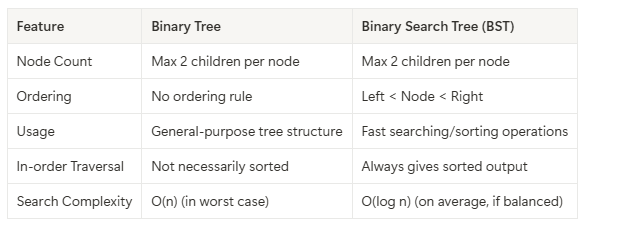 Feature Binary Tree Binary Search Tree (BST)
Node Count Max 2 children per node Max 2 children per node
Ordering No ordering rule Left < Node < Right
Usage General-purpose tree structure Fast searching/sorting operations
In-order Traversal Not necessarily sorted Always gives sorted output
Search Complexity O(n) (in worst case) O(log n) (on average, if balanced)